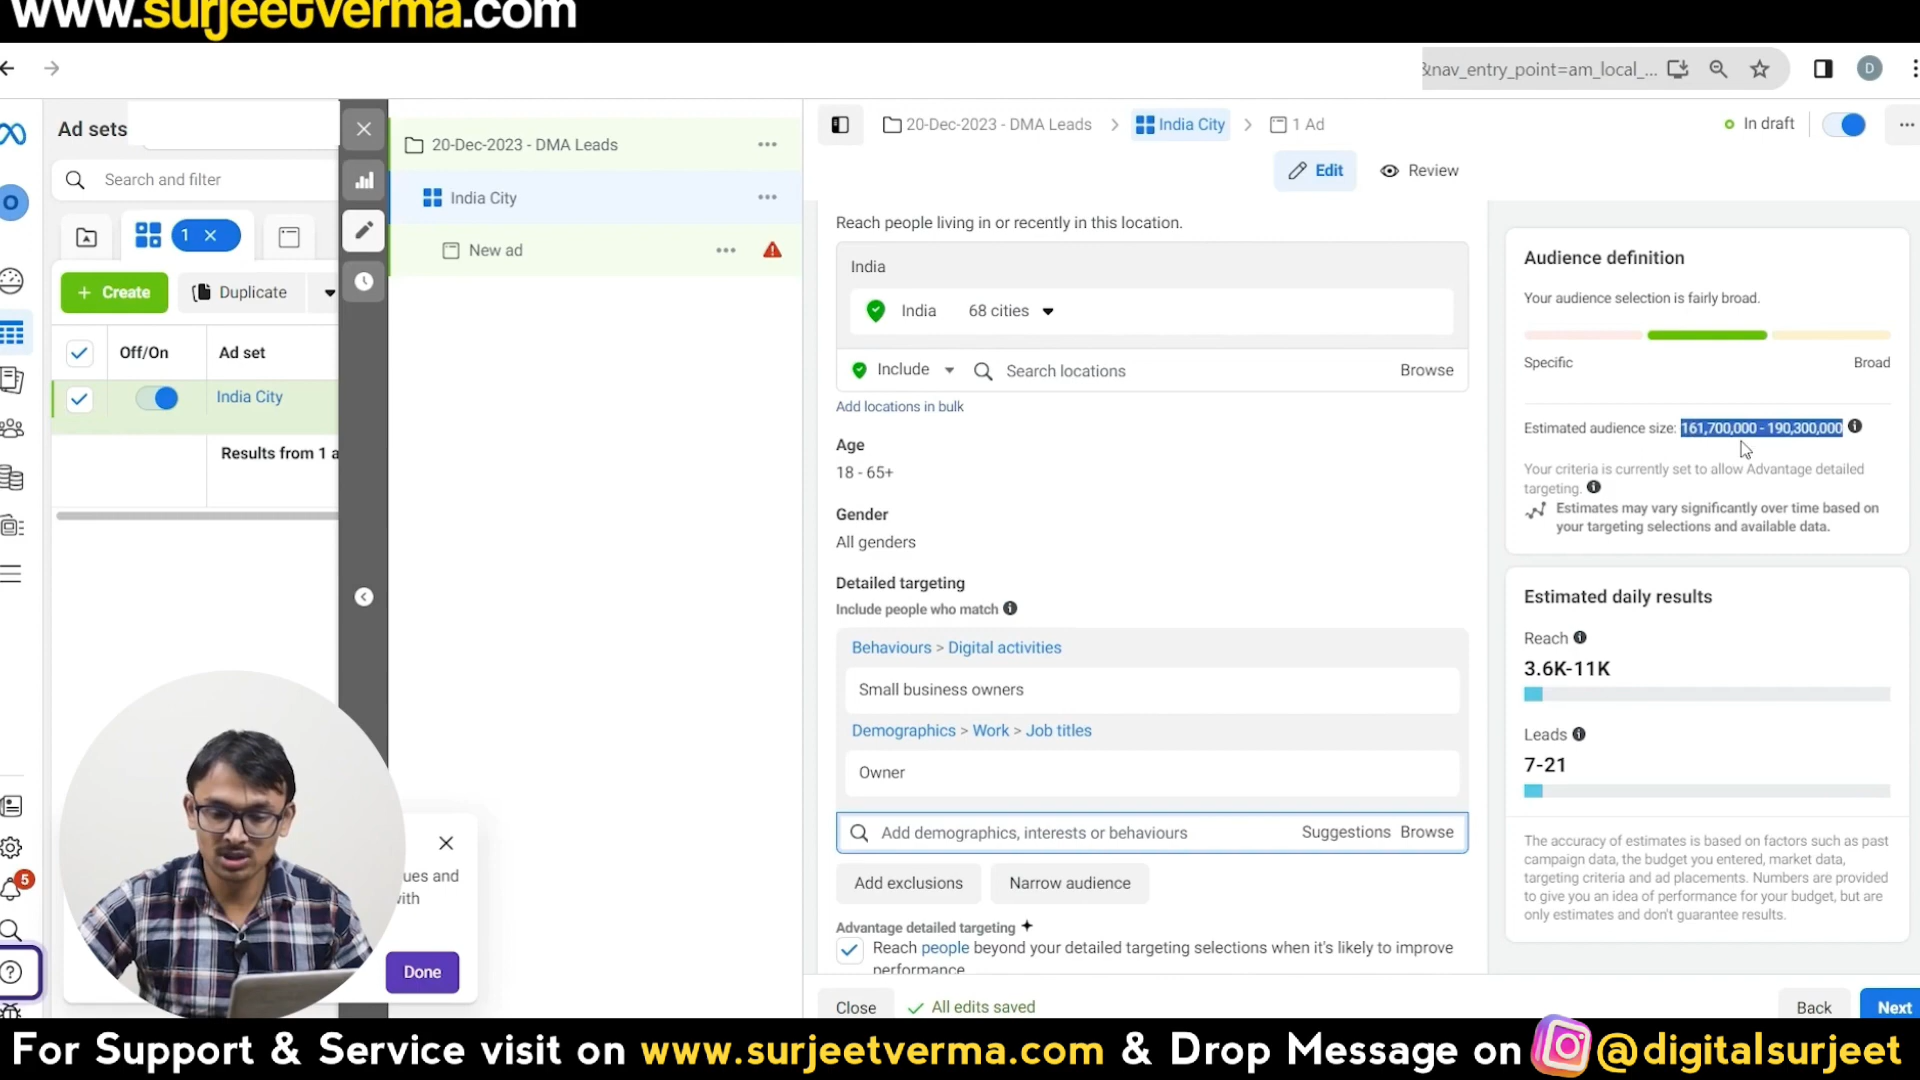 www.surjeetverma.com
&nav_entry_point=am_local_...
D
Ad sets
Search and filter
1
Create
Duplicate
Off/On
Ad set
India City
Results from 1 a
20-Dec-2023 - DMA Leads
India City
New ad
20-Dec-2023 - DMA Leads > India City > 1 Ad
In draft
Edit
Review
Reach people living in or recently in this location.
India
India 68 cities
Include Search locations Browse
Add locations in bulk
Age
18 - 65+
Gender
All genders
Detailed targeting
Include people who match
Behaviours > Digital activities
Small business owners
Demographics > Work > Job titles
Owner
Add demographics, interests or behaviours Suggestions Browse
Add exclusions Narrow audience
Advantage detailed targeting
Reach people beyond your detailed targeting selections when it's likely to improve
performance
Close All edits saved Back Next
Audience definition
Your audience selection is fairly broad.
Specific Broad
Estimated audience size: 161,700,000 - 190,300,000
Your criteria is currently set to allow Advantage detailed
targeting.
Estimates may vary significantly over time based on
your targeting selections and available data.
Estimated daily results
Reach
3.6K-11K
Leads
7-21
The accuracy of estimates is based on factors such as past
campaign data, the budget you entered, market data,
targeting criteria and ad placements. Numbers are provided
to give you an idea of performance for your budget, but are
only estimates and don't guarantee results.
O
5
ues and
with
Done
For Support & Service visit on www.surjeetverma.com & Drop Message on @digitalsurjeet